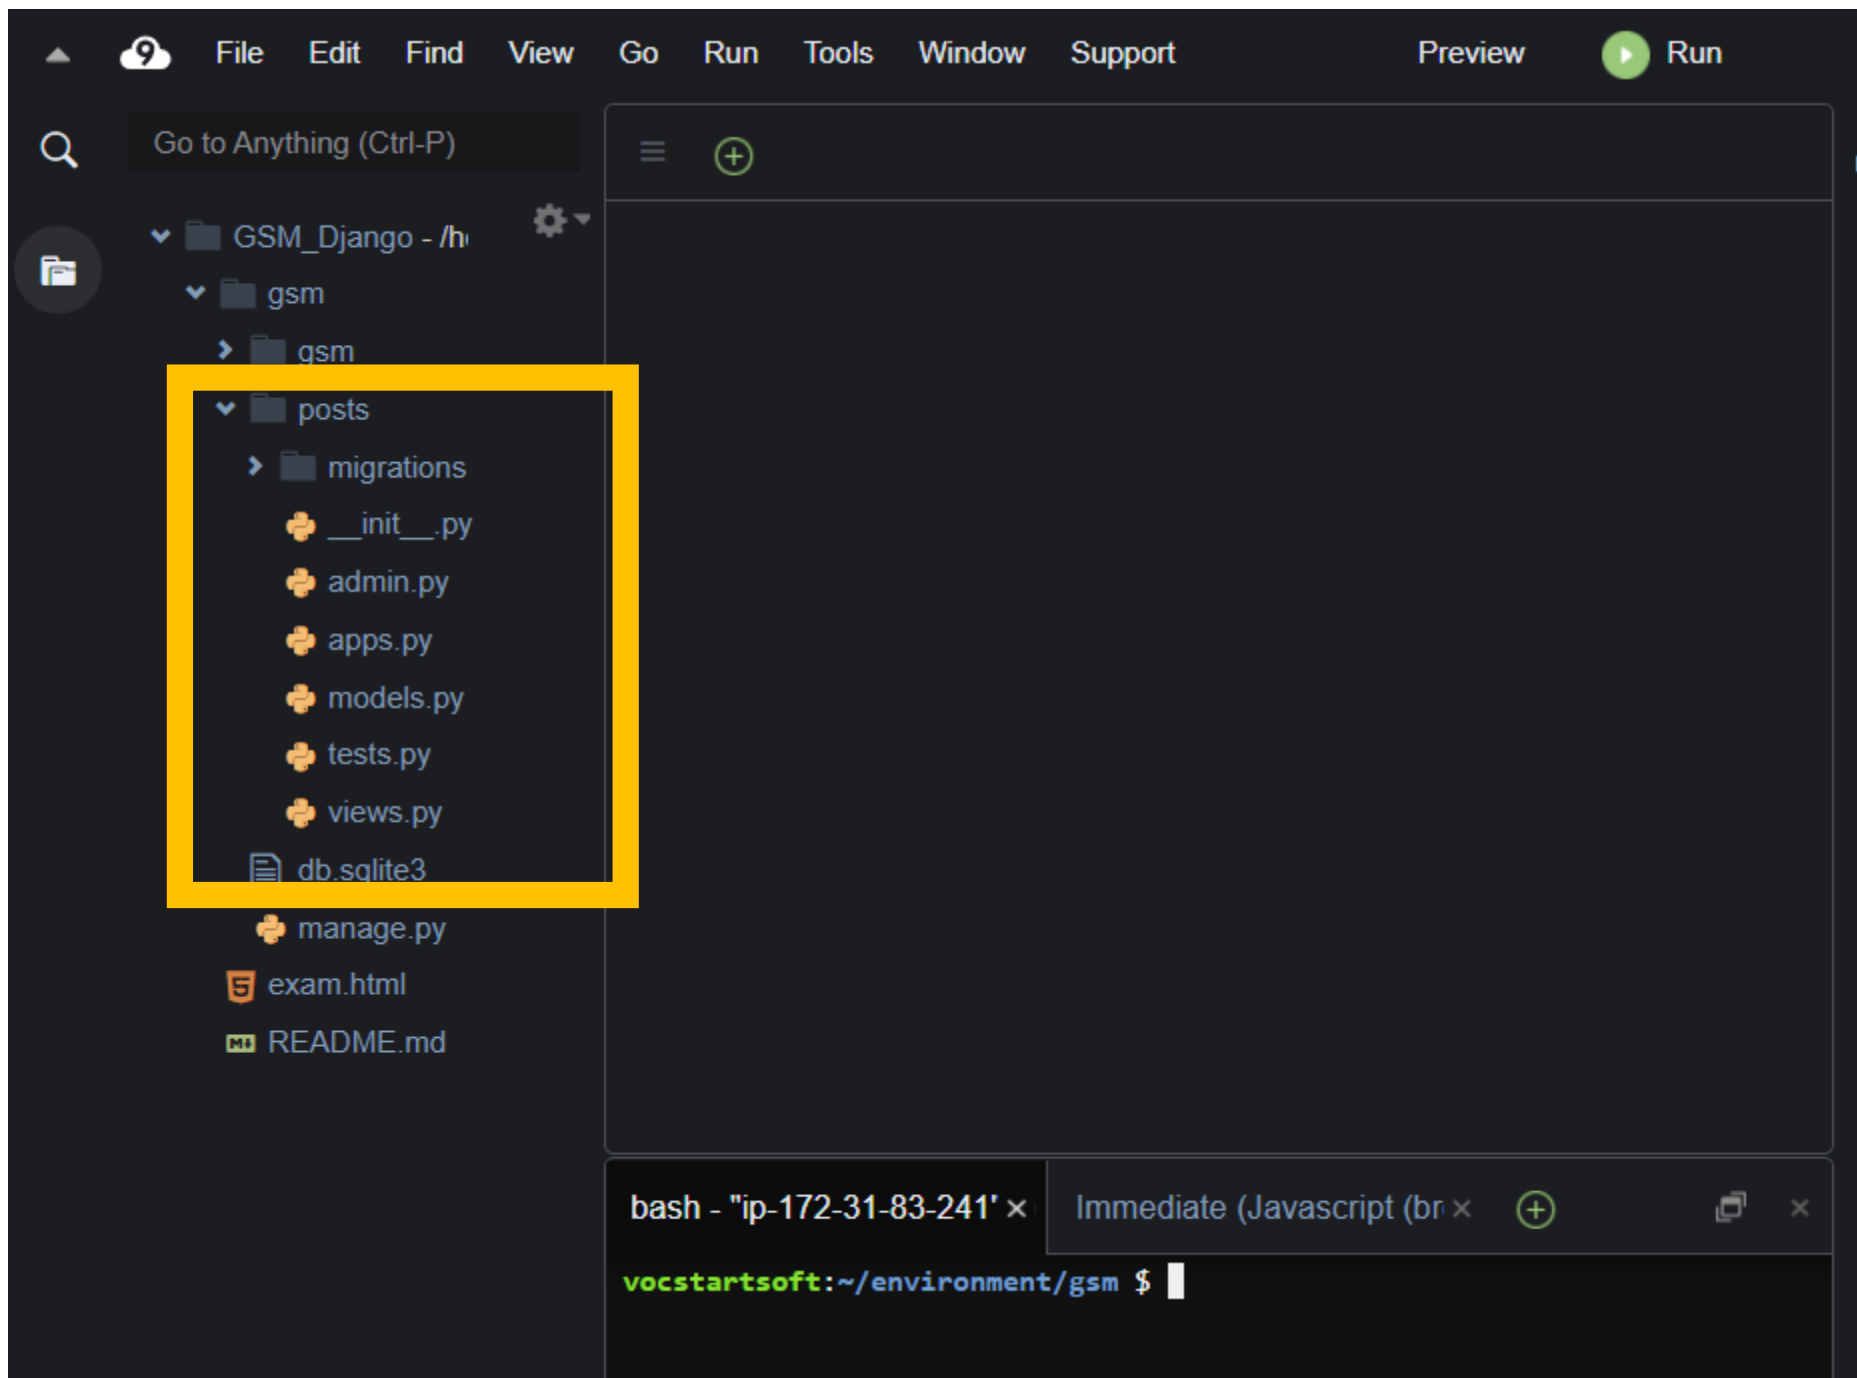 File Edit Find View Go Run Tools Window Support Preview Run
Go to Anything (Ctrl-P)
GSM_Django - /h
gsm
gsm
posts
migrations
__init__.py
admin.py
apps.py
models.py
tests.py
views.py
db.sqlite3
manage.py
exam.html
README.md
bash - "ip-172-31-83-241" Immediate (Javascript (br
vocstartsoft:~/environment/gsm $